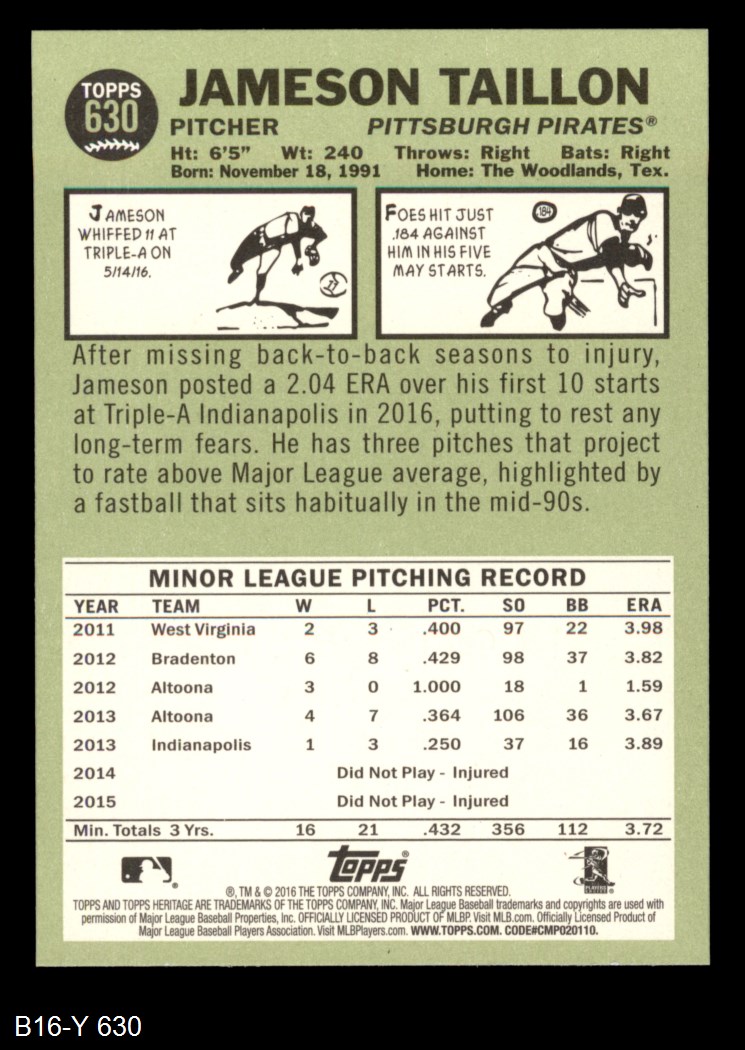 TOPPS
630
JAMESON TAILLON
PITCHER PITTSBURGH PIRATES®
Ht: 6'5" Wt: 240 Throws: Right Bats: Right
Born: November 18, 1991 Home: The Woodlands, Tex.
JAMESON
WHIFFED 11 AT
TRIPLE-A ON
5/14/16.
FOES HIT JUST
.184 AGAINST
HIM IN HIS FIVE
MAY STARTS.
.184
After missing back-to-back seasons to injury,
Jameson posted a 2.04 ERA over his first 10 starts
at Triple-A Indianapolis in 2016, putting to rest any
long-term fears. He has three pitches that project
to rate above Major League average, highlighted by
a fastball that sits habitually in the mid-90s.
MINOR LEAGUE PITCHING RECORD
YEAR TEAM W L PCT. SO BB ERA
2011 West Virginia 2 3 .400 97 22 3.98
2012 Bradenton 6 8 .429 98 37 3.82
2012 Altoona 3 0 1.000 18 1 1.59
2013 Altoona 4 7 .364 106 36 3.67
2013 Indianapolis 1 3 .250 37 16 3.89
2014 Did Not Play - Injured
2015 Did Not Play - Injured
Min. Totals 3 Yrs. 16 21 .432 356 112 3.72
Topps®
®, TM & © 2016 THE TOPPS COMPANY, INC. ALL RIGHTS RESERVED.
TOPPS AND TOPPS HERITAGE ARE TRADEMARKS OF THE TOPPS COMPANY, INC. Major League Baseball trademarks and copyrights are used with
permission of Major League Baseball Properties, Inc. OFFICIALLY LICENSED PRODUCT OF MLBP. Visit MLB.com. Officially Licensed Product of
Major League Baseball Players Association. Visit MLBPlayers.com. WWW.TOPPS.COM. CODE#CMP020110.
B16-Y 630